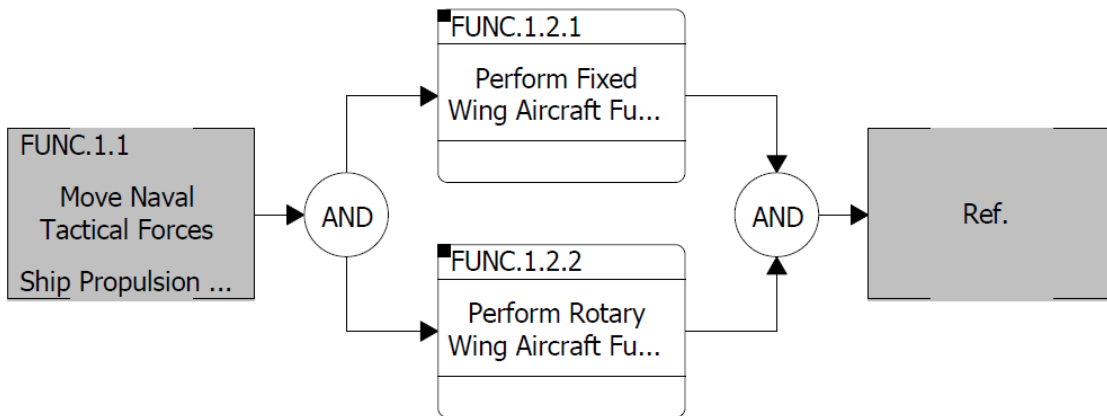 FUNC.1.1
Move Naval
Tactical Forces
Ship Propulsion ...
AND
FUNC.1.2.1
Perform Fixed
Wing Aircraft Fu...
FUNC.1.2.2
Perform Rotary
Wing Aircraft Fu...
AND
Ref.